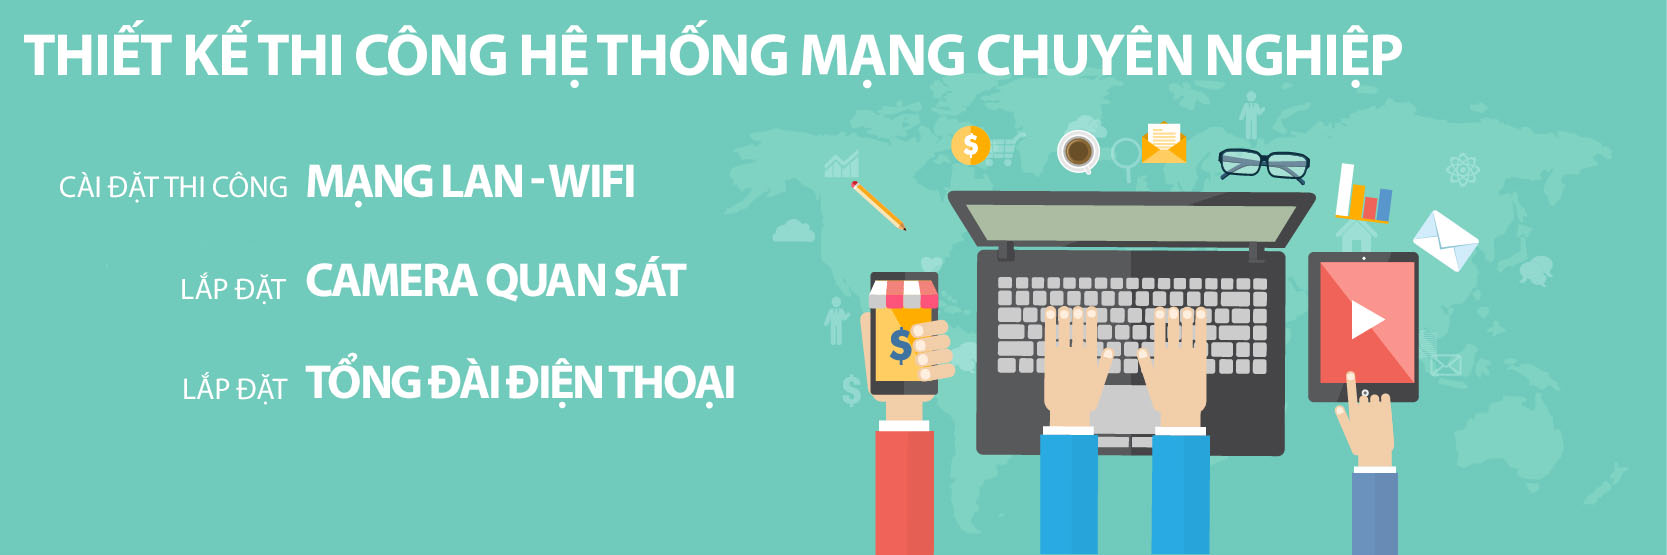 THIẾT KẾ THI CÔNG HỆ THỐNG MẠNG CHUYÊN NGHIỆP
CÀI ĐẶT THI CÔNG MẠNG LAN - WIFI
LẮP ĐẶT CAMERA QUAN SÁT
LẮP ĐẶT TỔNG ĐÀI ĐIỆN THOẠI
$
$
$